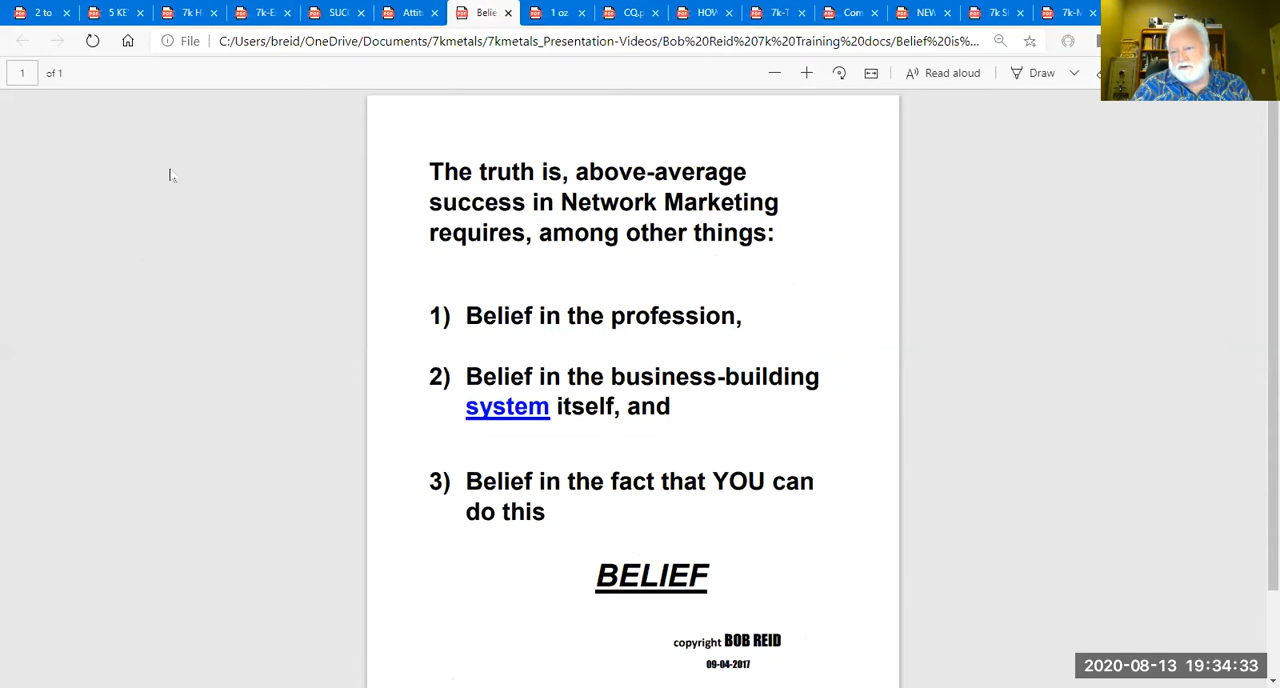 2 to
5 KE
7k H
7k-E
SUC
Atti
Belie
1 oz
CQ.p
HO
7k-T
Com
NEV
7k S
7k-M
File
C:/Users/breid/OneDrive/Documents/7kmetals/7kmetals_Presentation-Videos/Bob%20Reid%207k%20Training%20docs/Belief%20is%...
1 of 1
Read aloud
Draw
The truth is, above-average
success in Network Marketing
requires, among other things:
1) Belief in the profession,
2) Belief in the business-building
system itself, and
3) Belief in the fact that YOU can
do this
BELIEF
copyright BOB REID
09-04-2017
2020-08-13 19:34:33